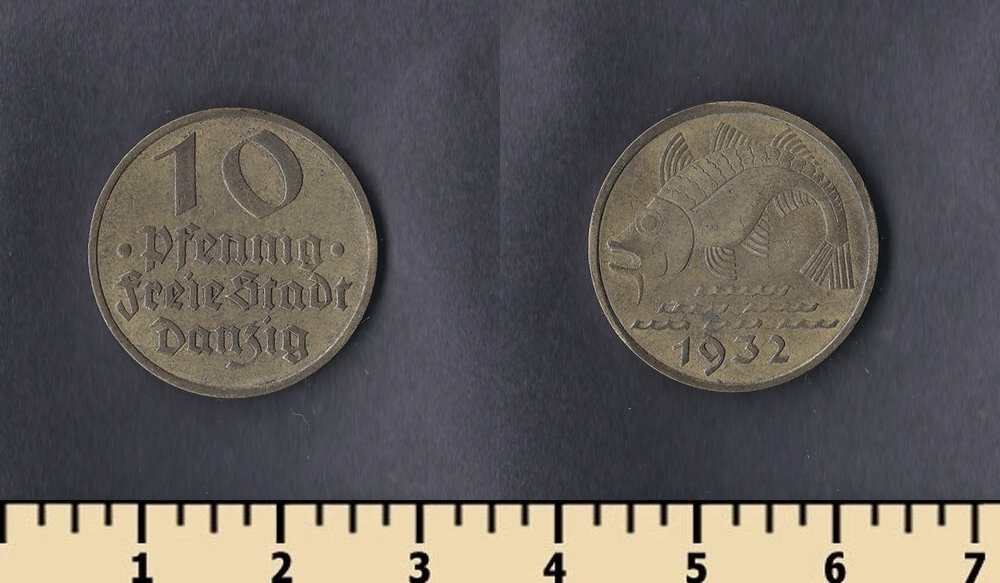 10
· Pfennig ·
Freie Stadt
Danzig
1932
1 2 3 4 5 6 7